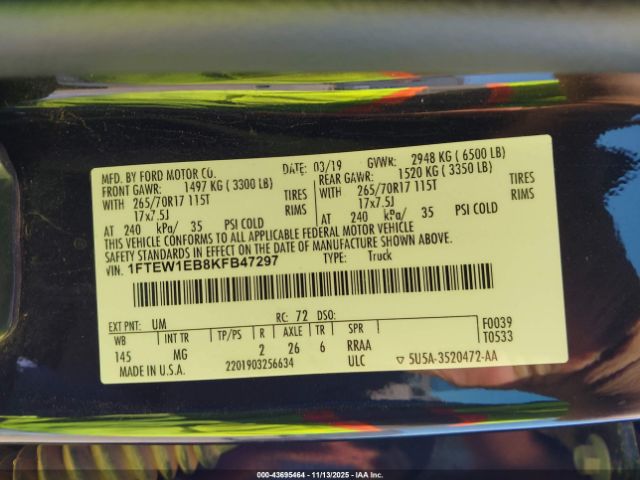 MFD. BY FORD MOTOR CO. DATE: 03/19 GVWR: 2948 KG ( 6500 LB)
FRONT GAWR: 1497 KG ( 3300 LB) REAR GAWR: 1520 KG ( 3350 LB)
WITH 265/70R17 115T TIRES WITH 265/70R17 115T TIRES
17x7.5J RIMS 17x7.5J RIMS
AT 240 kPa/ 35 PSI COLD AT 240 kPa/ 35 PSI COLD
THIS VEHICLE CONFORMS TO ALL APPLICABLE FEDERAL MOTOR VEHICLE
SAFETY STANDARDS IN EFFECT ON THE DATE OF MANUFACTURE SHOWN ABOVE.
VIN: 1FTEW1EB8KFB47297 TYPE: Truck
EXT PNT: UM RC: 72 DSO: F0039
WB INT TR TP/PS R AXLE TR SPR T0533
145 MG 2 26 6 RRAA
MADE IN U.S.A. 2201903256634 ULC 5U5A-3520472-AA
000-43695464 - 11/13/2025 - IAA Inc.